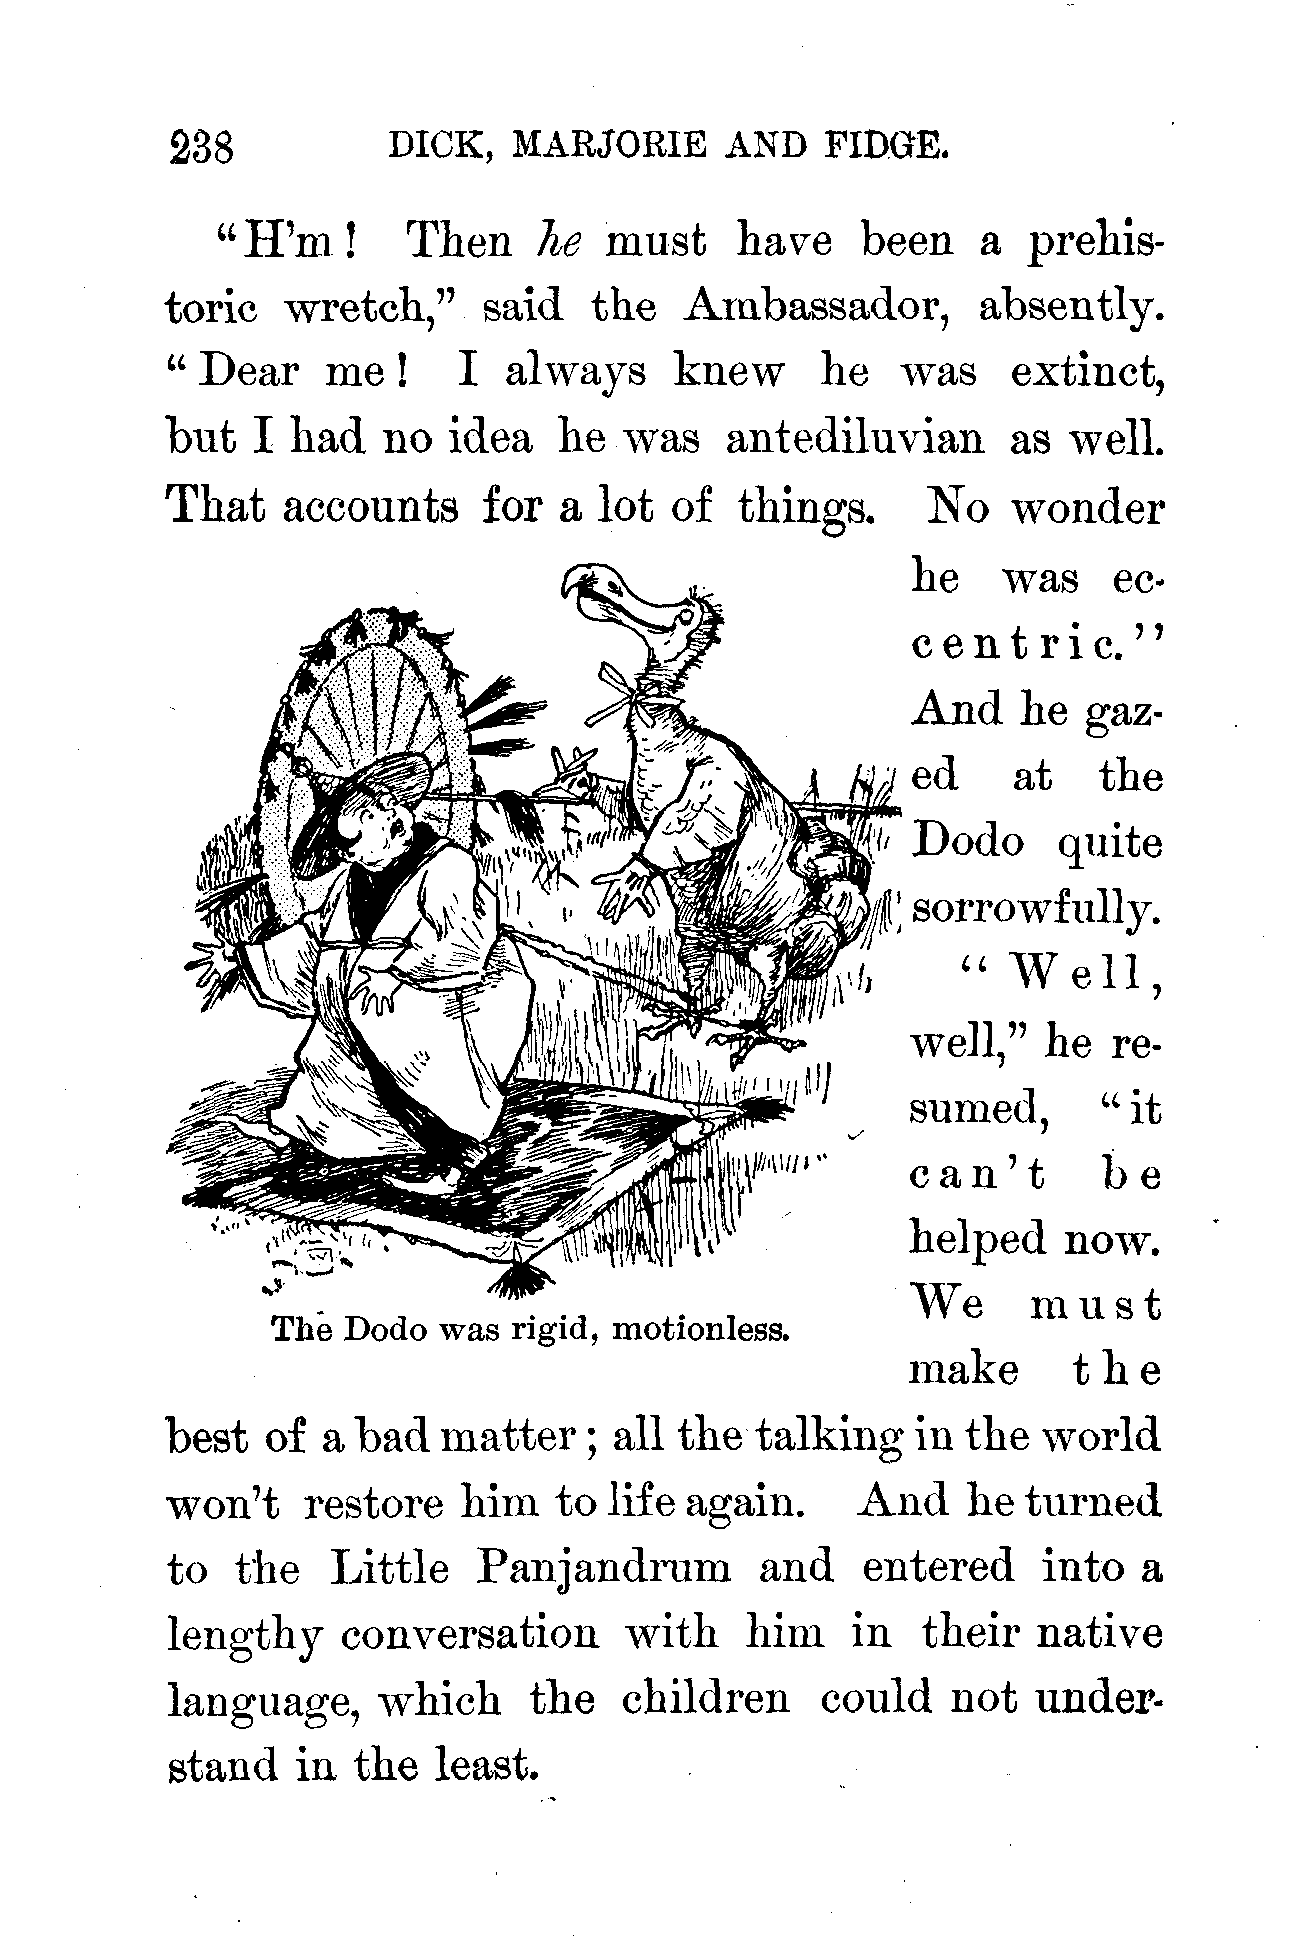 238 DICK, MARJORIE AND FIDGE.
"H'm! Then he must have been a prehis-
toric wretch," said the Ambassador, absently.
"Dear me! I always knew he was extinct,
but I had no idea he was antediluvian as well.
That accounts for a lot of things. No wonder
he was ec-
centric.''
And he gaz-
ed at the
Dodo quite
sorrowfully.
"Well,
well," he re-
sumed, "it
can't be
helped now.
We must
make the
The Dodo was rigid, motionless.
best of a bad matter; all the talking in the world
won't restore him to life again. And he turned
to the Little Panjandrum and entered into a
lengthy conversation with him in their native
language, which the children could not under-
stand in the least.